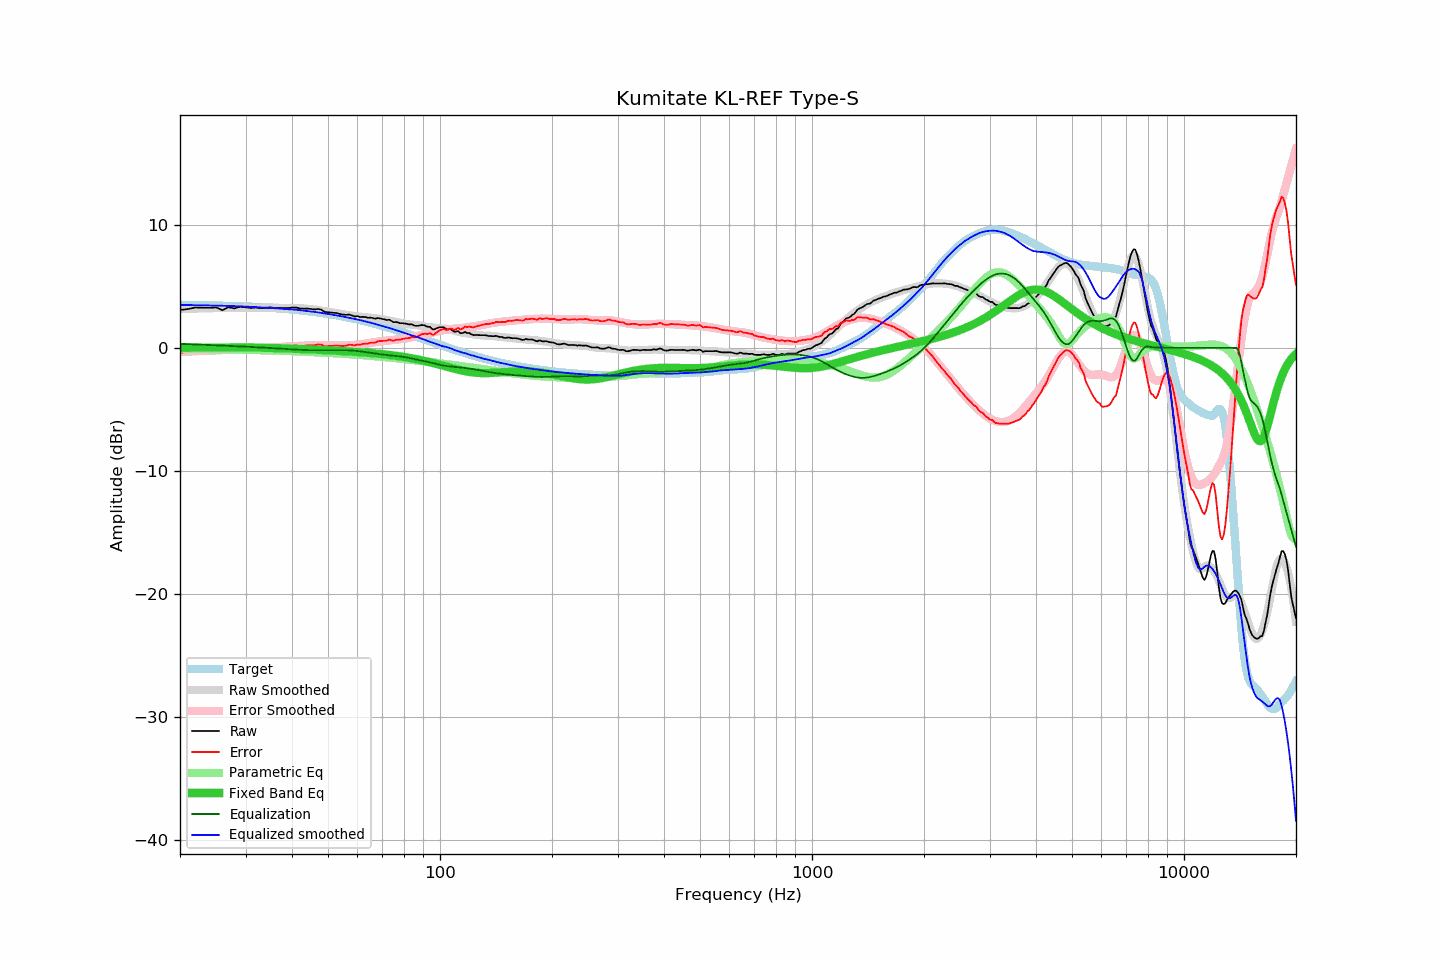 Kumitate KL-REF Type-S
10
0
−10
−20
−30
−40
Amplitude (dBr)
Target
Raw Smoothed
Error Smoothed
Raw
Error
Parametric Eq
Fixed Band Eq
Equalization
Equalized smoothed
100
1000
10000
Frequency (Hz)